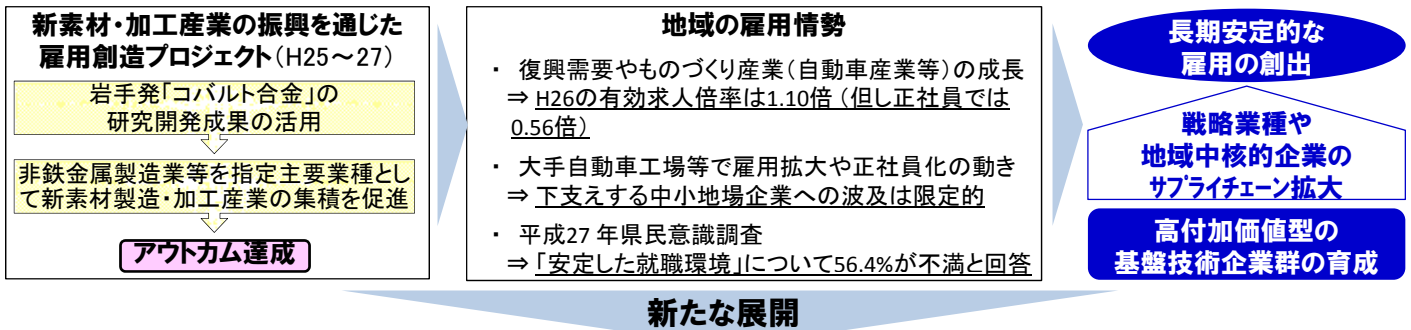 新素材・加工産業の振興を通じた
雇用創造プロジェクト（H25～27）
岩手発「コバルト合金」の
研究開発成果の活用
非鉄金属製造業等を指定主要業種とし
て新素材製造・加工産業の集積を促進
アウトカム達成
地域の雇用情勢
・ 復興需要やものづくり産業（自動車産業等）の成長
⇒ H26の有効求人倍率は1.10倍（但し正社員では
0.56倍）
・ 大手自動車工場等で雇用拡大や正社員化の動き
⇒ 下支えする中小地場企業への波及は限定的
・ 平成27 年県民意識調査
⇒ 「安定した就職環境」について56.4%が不満と回答
長期安定的な
雇用の創出
戦略業種や
地域中核的企業の
サプライチェーン拡大
高付加価値型の
基盤技術企業群の育成
新たな展開